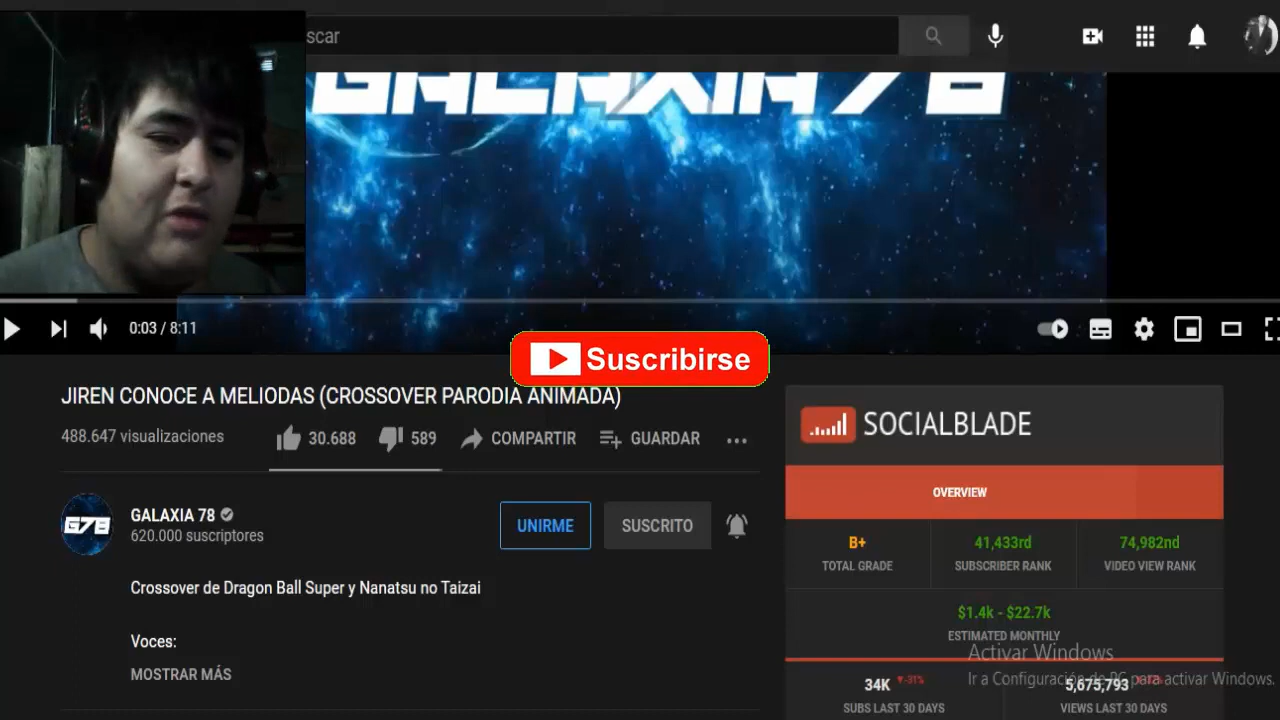 scar
GALAXIA 78
0:03 / 8:11
Suscribirse
JIREN CONOCE A MELIODAS (CROSSOVER PARODIA ANIMADA)
488.647 visualizaciones
30.688
589
COMPARTIR
GUARDAR
GALAXIA 78
620.000 suscriptores
UNIRME
SUSCRITO
G78
Crossover de Dragon Ball Super y Nanatsu no Taizai
Voces:
MOSTRAR MÁS
SOCIALBLADE
OVERVIEW
B+ 41,433rd 74,982nd
TOTAL GRADE SUBSCRIBER RANK VIDEO VIEW RANK
$1.4k - $22.7k
ESTIMATED MONTHLY
Activar Windows
Ir a Configuración de PC para activar Windows.
34K -31% 5,675,793
SUBS LAST 30 DAYS VIEWS LAST 30 DAYS